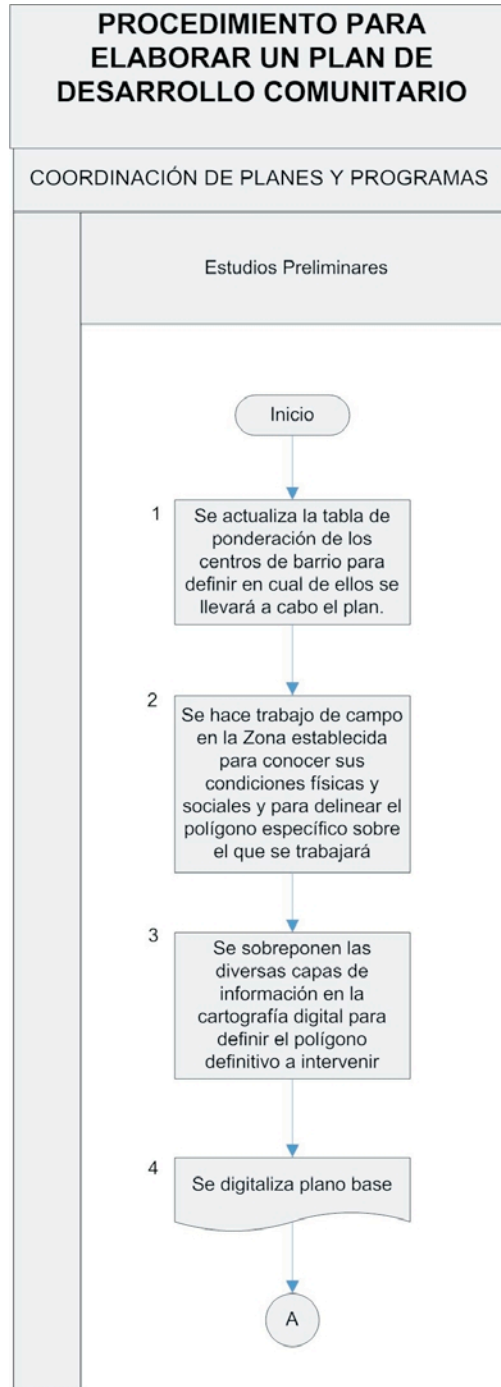 PROCEDIMIENTO PARA
ELABORAR UN PLAN DE
DESARROLLO COMUNITARIO
COORDINACIÓN DE PLANES Y PROGRAMAS
Estudios Preliminares
Inicio
1
Se actualiza la tabla de
ponderación de los
centros de barrio para
definir en cual de ellos se
llevará a cabo el plan.
2
Se hace trabajo de campo
en la Zona establecida
para conocer sus
condiciones físicas y
sociales y para delinear el
polígono específico sobre
el que se trabajará
3
Se sobreponen las
diversas capas de
información en la
cartografía digital para
definir el polígono
definitivo a intervenir
4
Se digitaliza plano base
A